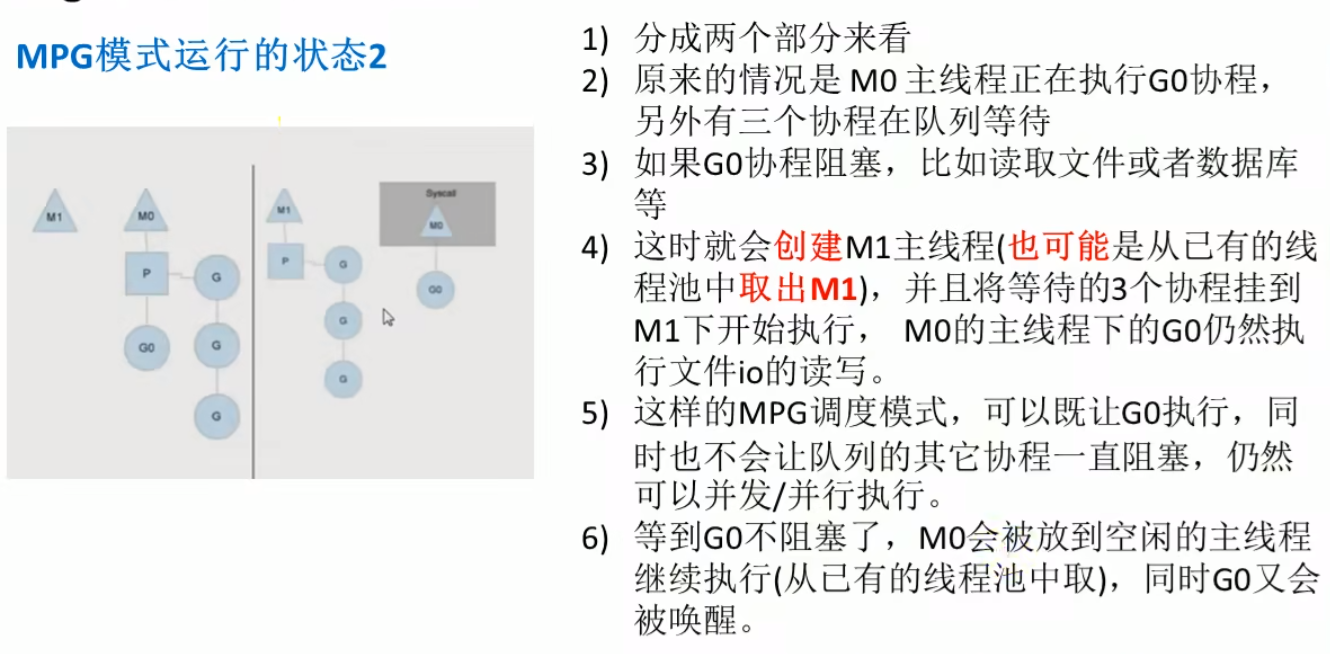 MPG模式运行的状态2
M1
M0
P
G
G0
G
G
M1
P
G
G
G
Syscall
M0
G0
1) 分成两个部分来看
2) 原来的情况是 M0 主线程正在执行G0协程，
另外有三个协程在队列等待
3) 如果G0协程阻塞，比如读取文件或者数据库
等
4) 这时就会创建M1主线程(也可能是从已有的线
程池中取出M1)，并且将等待的3个协程挂到
M1下开始执行， M0的主线程下的G0仍然执
行文件io的读写。
5) 这样的MPG调度模式，可以既让G0执行，同
时也不会让队列的其它协程一直阻塞，仍然
可以并发/并行执行。
6) 等到G0不阻塞了，M0会被放到空闲的主线程
继续执行(从已有的线程池中取)，同时G0又会
被唤醒。